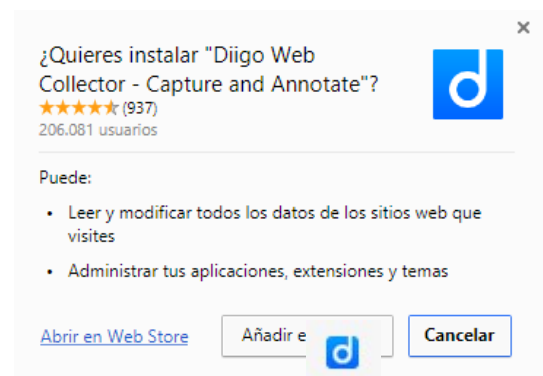 ¿Quieres instalar "Diigo Web
Collector - Capture and Annotate"?
(937)
206.081 usuarios
Puede:
• Leer y modificar todos los datos de los sitios web que
visites
• Administrar tus aplicaciones, extensiones y temas
Abrir en Web Store
Añadir
Cancelar